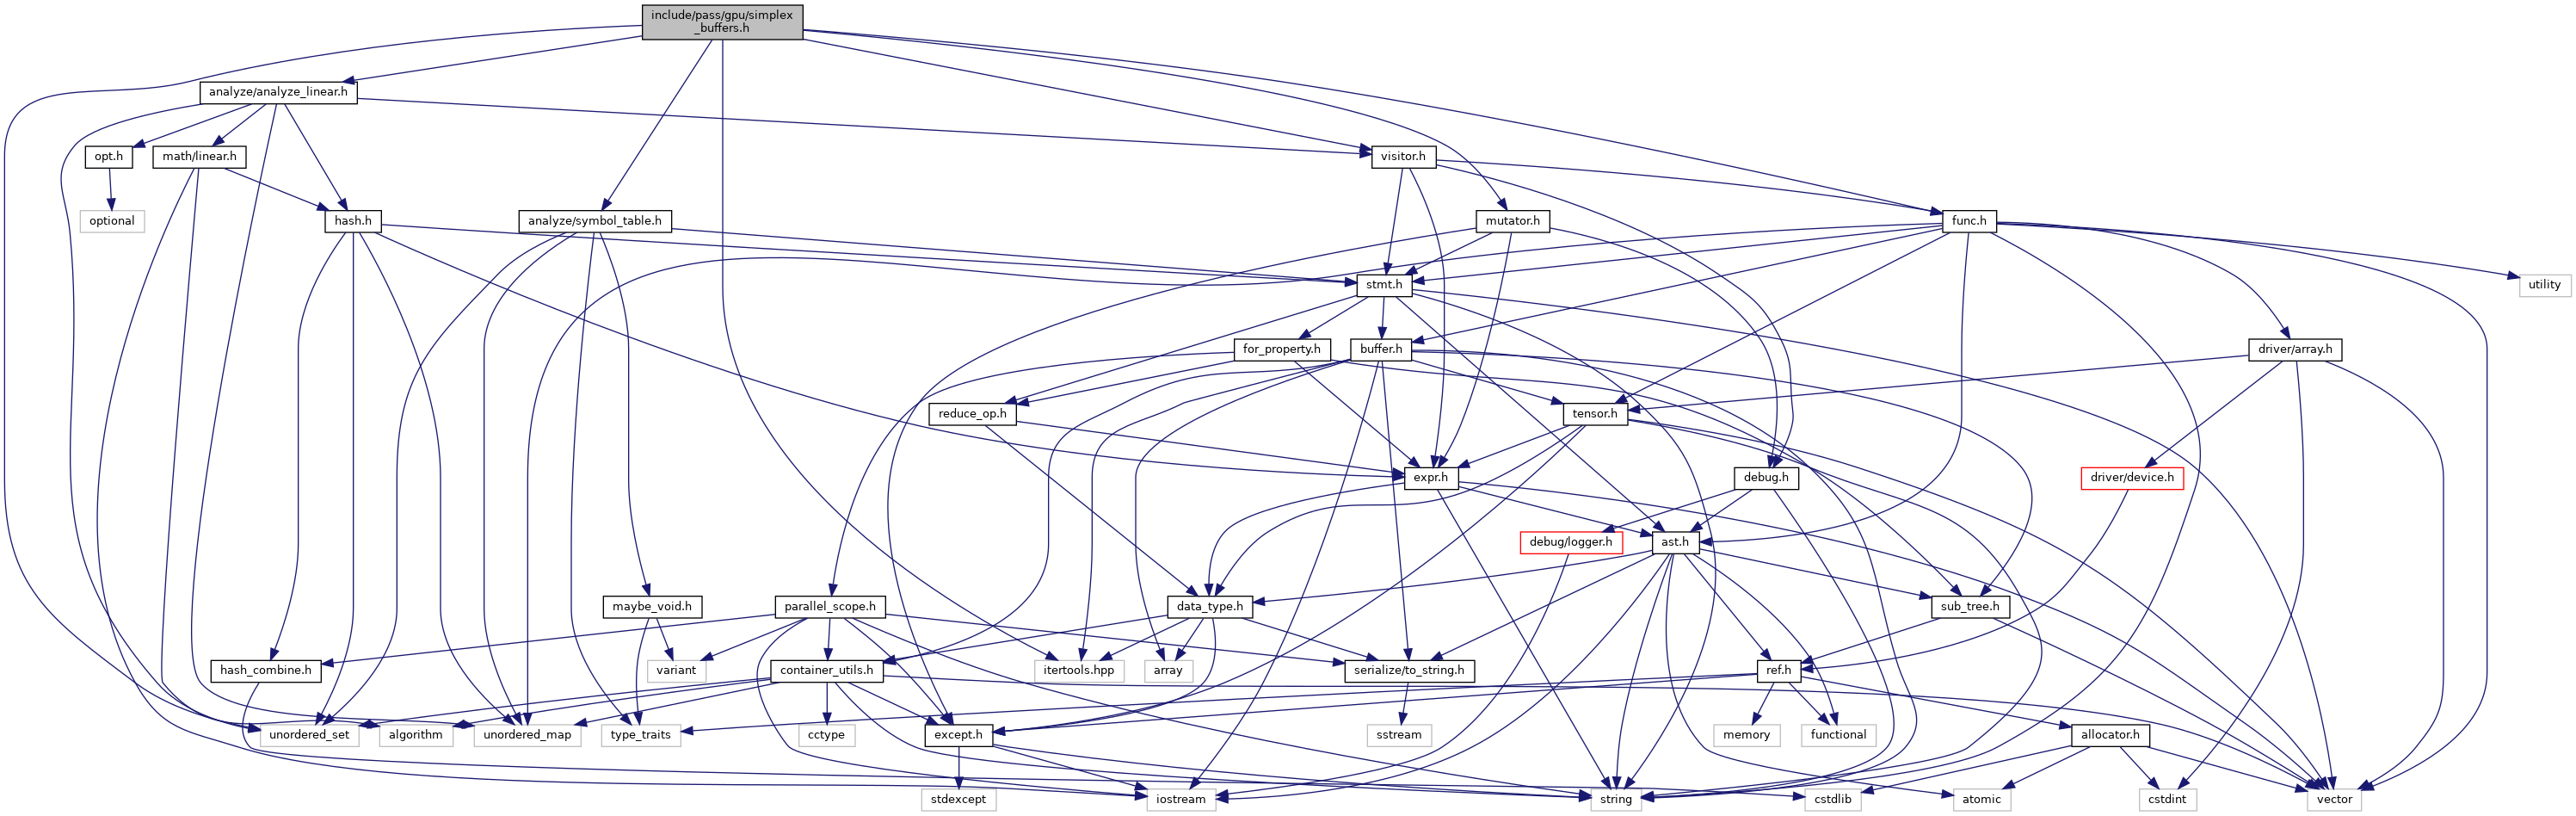 include/pass/gpu/simplex
_buffers.h
analyze/analyze_linear.h
opt.h
math/linear.h
visitor.h
optional
hash.h
analyze/symbol_table.h
mutator.h
func.h
stmt.h
utility
for_property.h
buffer.h
driver/array.h
reduce_op.h
tensor.h
expr.h
debug.h
driver/device.h
debug/logger.h
ast.h
maybe_void.h
parallel_scope.h
data_type.h
sub_tree.h
hash_combine.h
variant
container_utils.h
itertools.hpp
array
serialize/to_string.h
ref.h
unordered_set
algorithm
unordered_map
type_traits
cctype
except.h
sstream
memory
functional
allocator.h
stdexcept
iostream
string
cstdlib
atomic
cstdint
vector